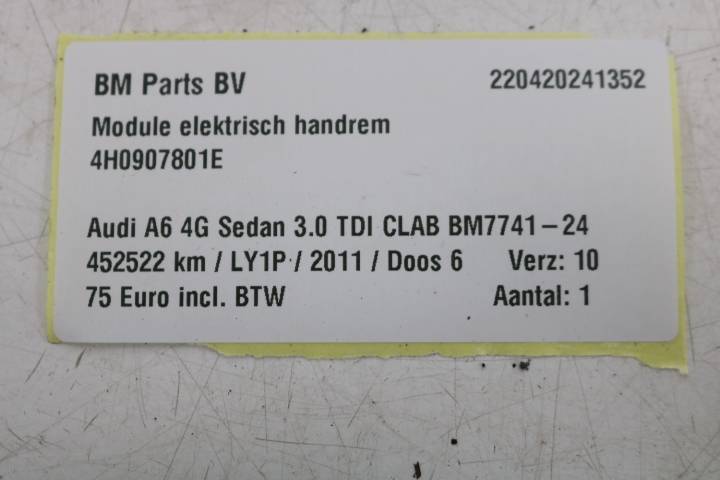 BM Parts BV 220420241352
Module elektrisch handrem
4H0907801E
Audi A6 4G Sedan 3.0 TDI CLAB BM7741-24
452522 km / LY1P / 2011 / Doos 6 Verz: 10
75 Euro incl. BTW Aantal: 1